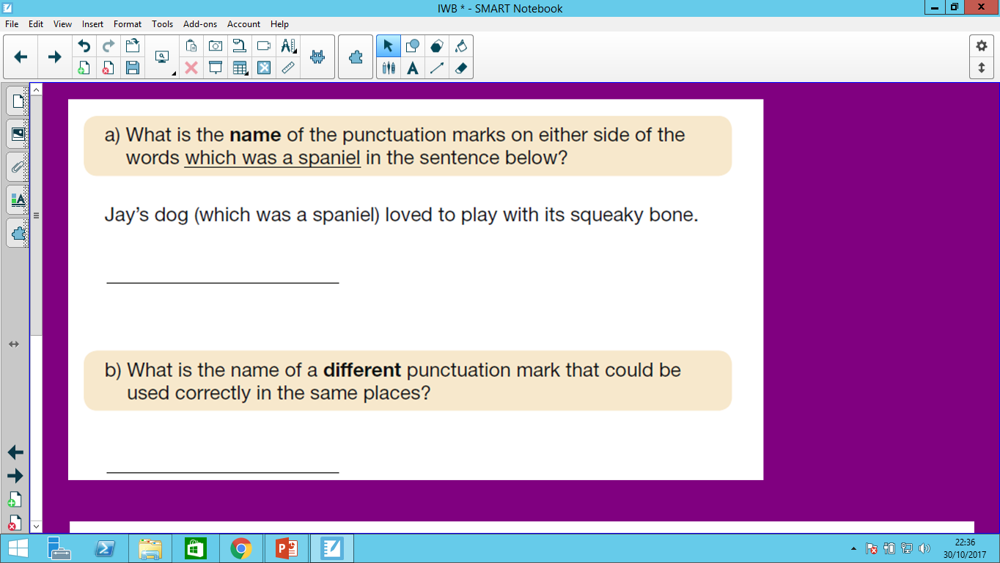 IWB * - SMART Notebook
File Edit View Insert Format Tools Add-ons Account Help
a) What is the name of the punctuation marks on either side of the
words which was a spaniel in the sentence below?
Jay’s dog (which was a spaniel) loved to play with its squeaky bone.
b) What is the name of a different punctuation mark that could be
used correctly in the same places?
22:36
30/10/2017